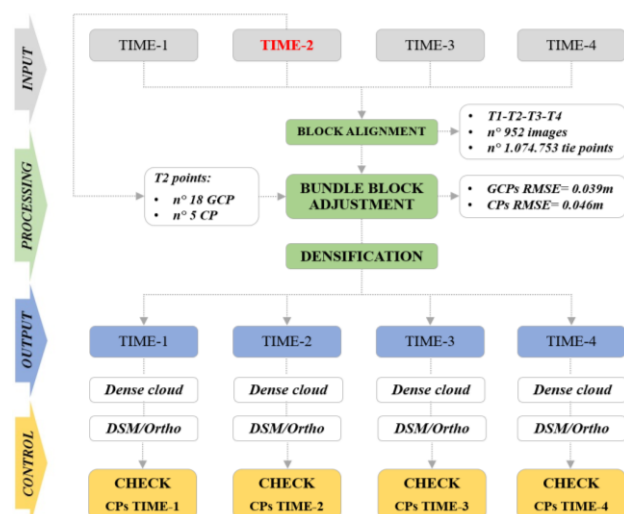 INPUT
TIME-1
TIME-2
TIME-3
TIME-4
PROCESSING
BLOCK ALIGNMENT
• T1-T2-T3-T4
• n° 952 images
• n° 1.074.753 tie points
T2 points:
• n° 18 GCP
• n° 5 CP
BUNDLE BLOCK
ADJUSTMENT
• GCPs RMSE= 0.039m
• CPs RMSE= 0.046m
DENSIFICATION
OUTPUT
TIME-1
TIME-2
TIME-3
TIME-4
Dense cloud
Dense cloud
Dense cloud
Dense cloud
DSM/Ortho
DSM/Ortho
DSM/Ortho
DSM/Ortho
CONTROL
CHECK
CPs TIME-1
CHECK
CPs TIME-2
CHECK
CPs TIME-3
CHECK
CPs TIME-4